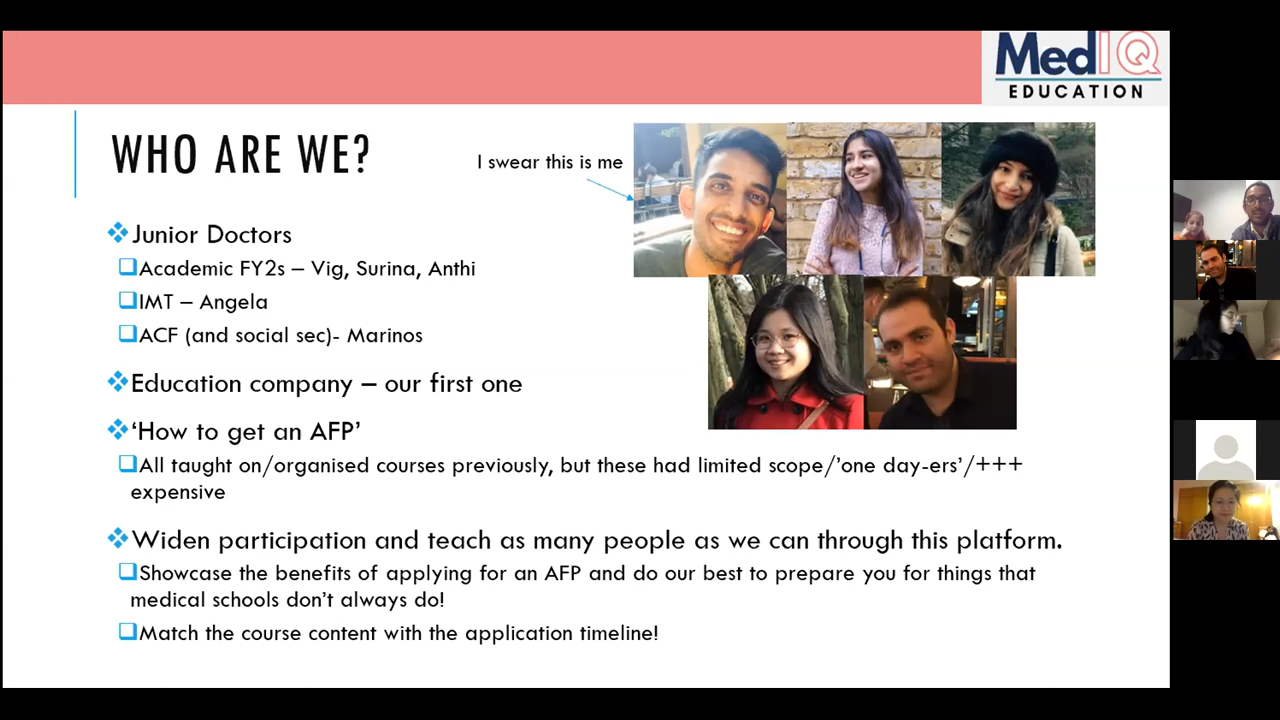 MedIQ
EDUCATION
WHO ARE WE?
I swear this is me
Junior Doctors
Academic FY2s – Vig, Surina, Anthi
IMT – Angela
ACF (and social sec)- Marinos
Education company – our first one
‘How to get an AFP’
All taught on/organised courses previously, but these had limited scope/’one day-ers’/+++
expensive
Widen participation and teach as many people as we can through this platform.
Showcase the benefits of applying for an AFP and do our best to prepare you for things that
medical schools don’t always do!
Match the course content with the application timeline!